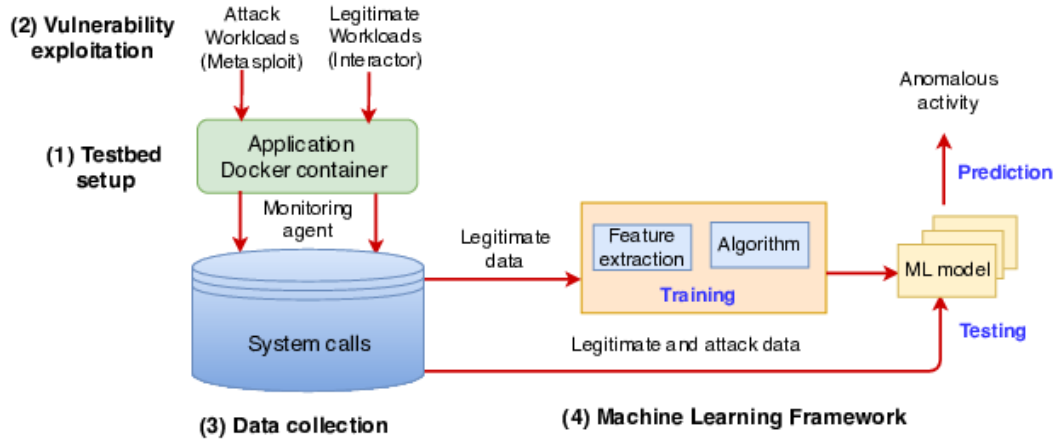 (2) Vulnerability
exploitation
Attack
Workloads
(Metasploit)
Legitimate
Workloads
(Interactor)
(1) Testbed
setup
Application
Docker container
Monitoring
agent
System calls
(3) Data collection
Legitimate
data
Feature
extraction
Algorithm
Training
Legitimate and attack data
ML model
Testing
Prediction
Anomalous
activity
(4) Machine Learning Framework